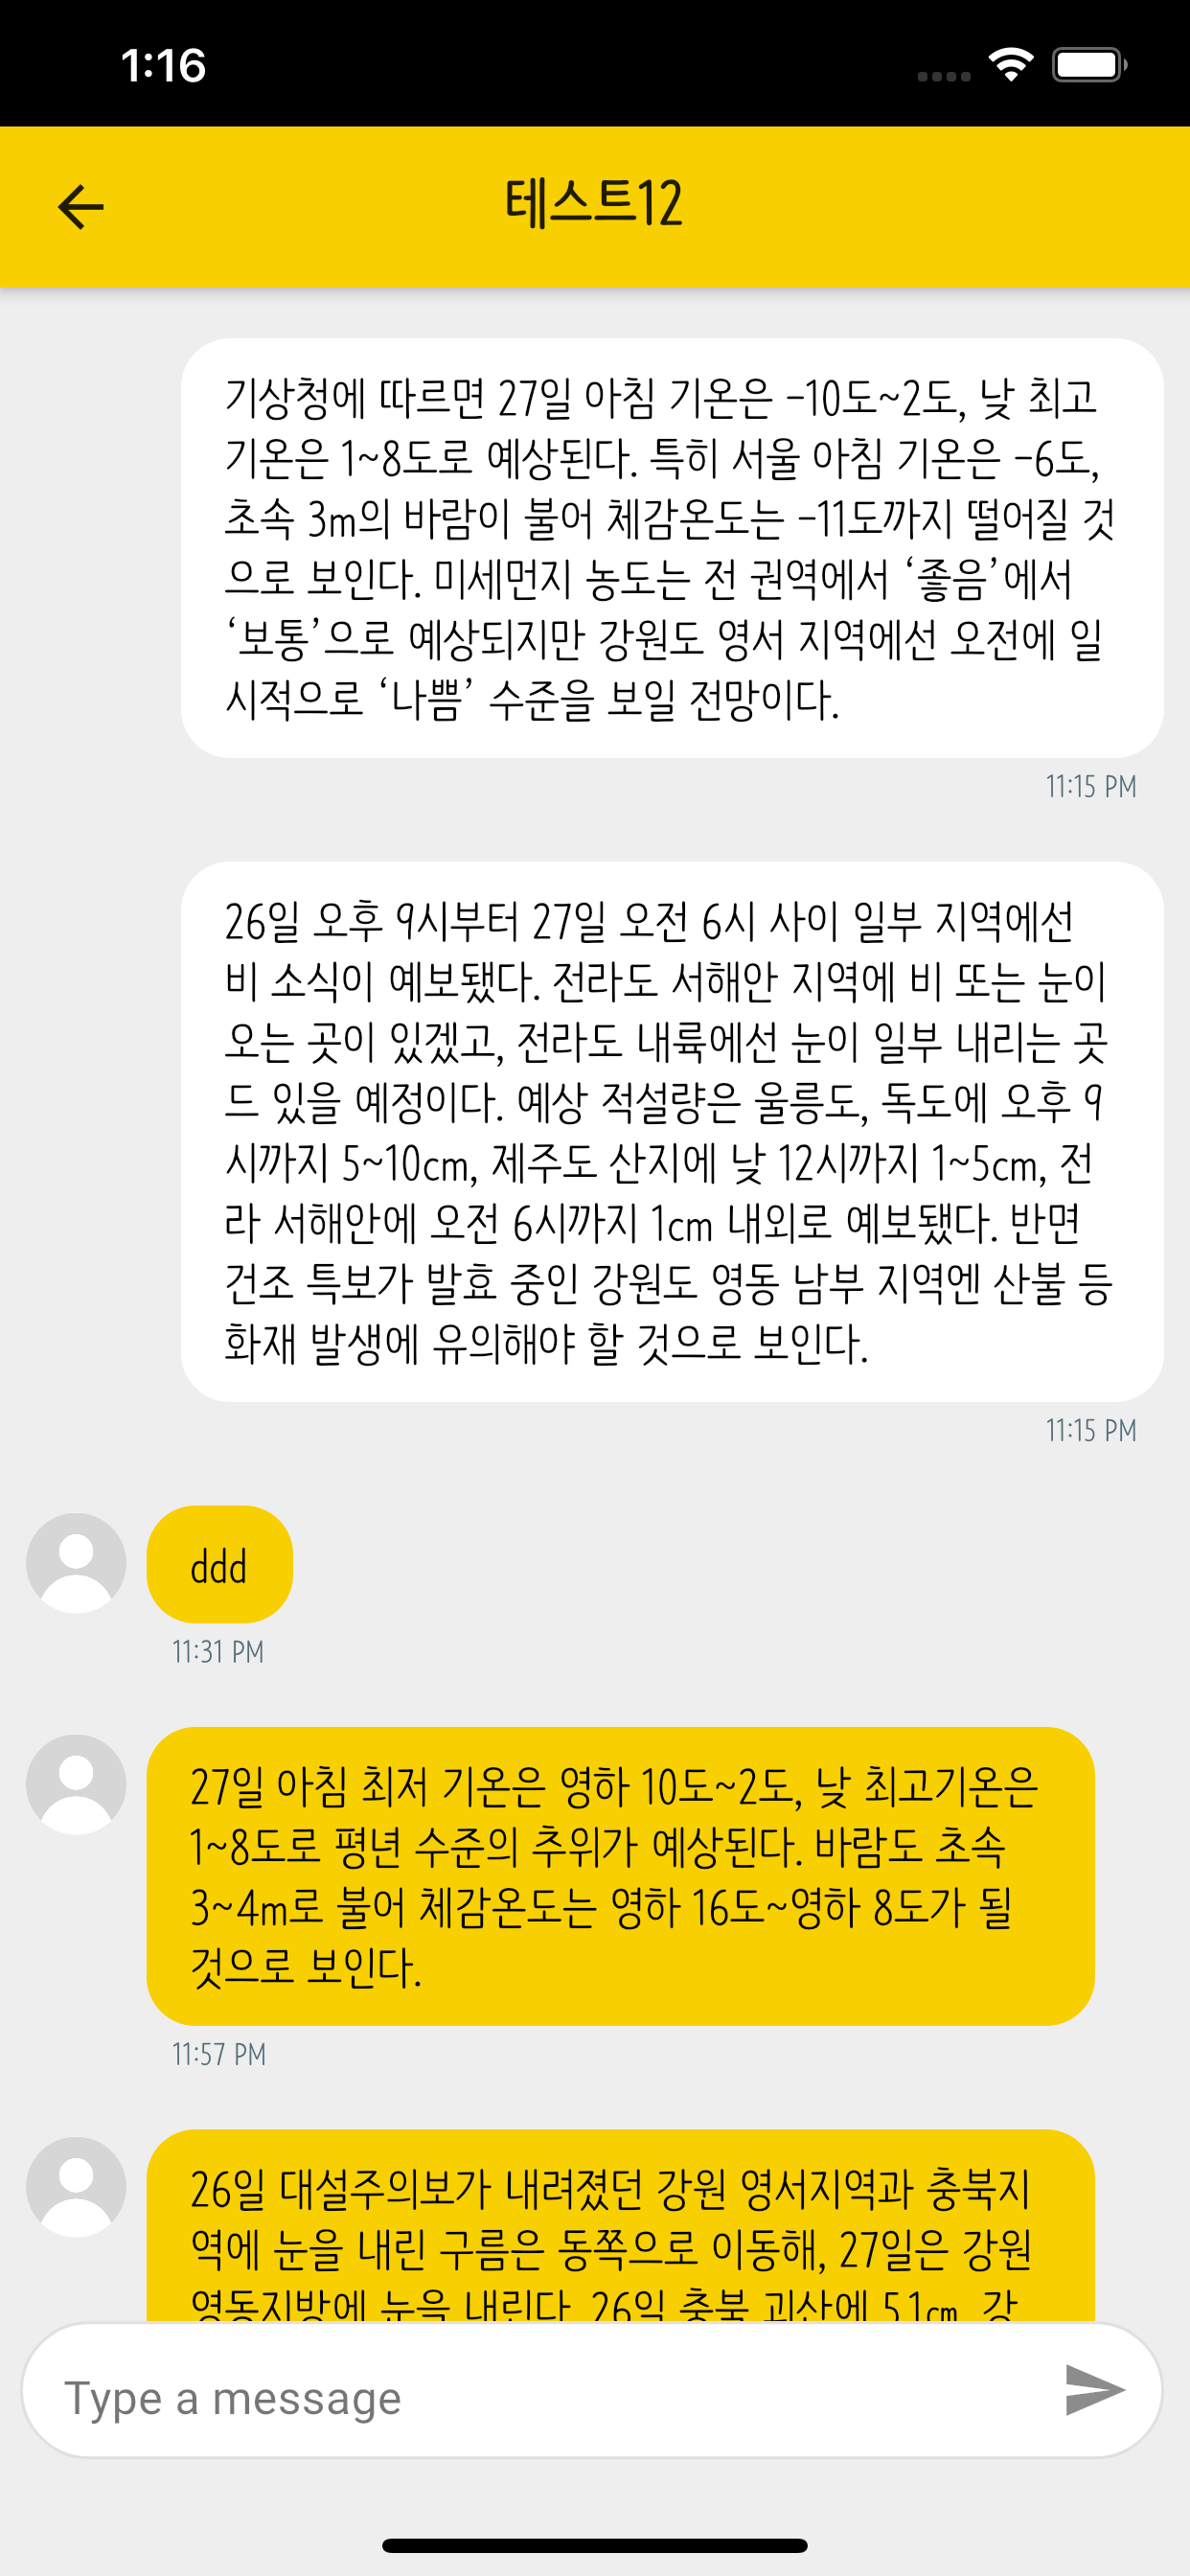 1:16
테스트12
기상청에 따르면 27일 아침 기온은 -10도~2도, 낮 최고
기온은 1~8도로 예상된다. 특히 서울 아침 기온은 -6도,
초속 3m의 바람이 불어 체감온도는 -11도까지 떨어질 것
으로 보인다. 미세먼지 농도는 전 권역에서 ‘좋음’에서
‘보통’으로 예상되지만 강원도 영서 지역에선 오전에 일
시적으로 ‘나쁨’ 수준을 보일 전망이다.
11:15 PM
26일 오후 9시부터 27일 오전 6시 사이 일부 지역에선
비 소식이 예보됐다. 전라도 서해안 지역에 비 또는 눈이
오는 곳이 있겠고, 전라도 내륙에선 눈이 일부 내리는 곳
드 있을 예정이다. 예상 적설량은 울릉도, 독도에 오후 9
시까지 5~10cm, 제주도 산지에 낮 12시까지 1~5cm, 전
라 서해안에 오전 6시까지 1cm 내외로 예보됐다. 반면
건조 특보가 발효 중인 강원도 영동 남부 지역엔 산불 등
화재 발생에 유의해야 할 것으로 보인다.
11:15 PM
ddd
11:31 PM
27일 아침 최저 기온은 영하 10도~2도, 낮 최고기온은
1~8도로 평년 수준의 추위가 예상된다. 바람도 초속
3~4m로 불어 체감온도는 영하 16도~영하 8도가 될
것으로 보인다.
11:57 PM
26일 대설주의보가 내려졌던 강원 영서지역과 충북지
역에 눈을 내린 구름은 동쪽으로 이동해, 27일은 강원
영동지방에 눈을 내린다. 26일 충북 괴산에 5.1㎝, 강
Type a message